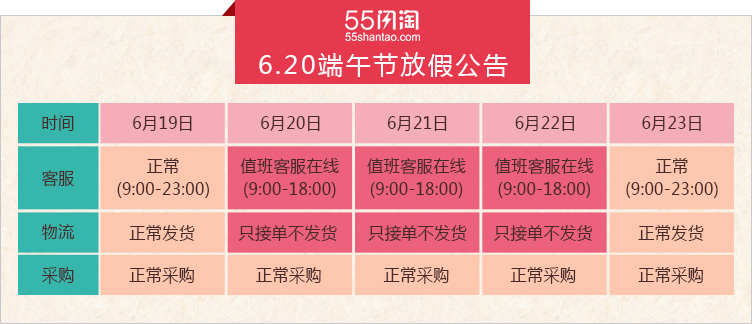 55闪淘
55shantao.com
6.20端午节放假公告
时间 6月19日 6月20日 6月21日 6月22日 6月23日
客服 正常 (9:00-23:00) 值班客服在线 (9:00-18:00) 值班客服在线 (9:00-18:00) 值班客服在线 (9:00-18:00) 正常 (9:00-23:00)
物流 正常发货 只接单不发货 只接单不发货 只接单不发货 正常发货
采购 正常采购 正常采购 正常采购 正常采购 正常采购